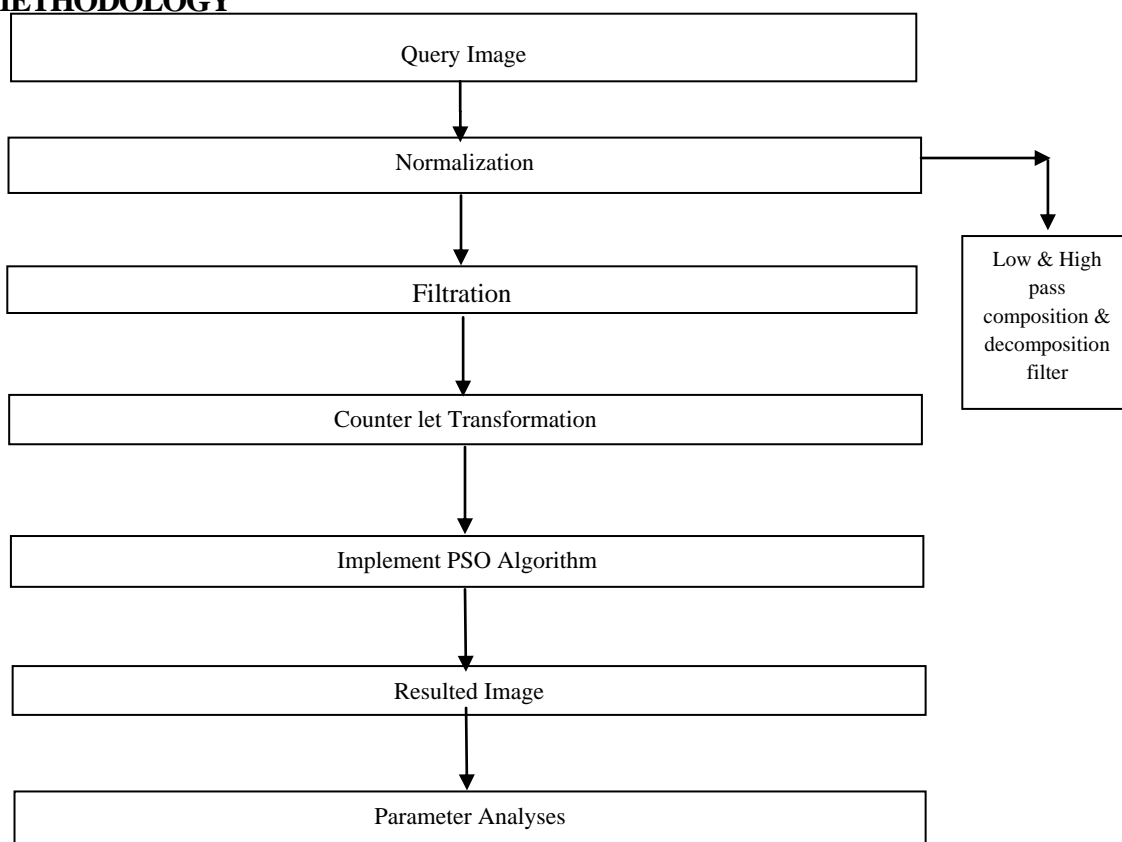 METHODOLOGY
Query Image
Normalization
Low & High
pass
composition &
decomposition
filter
Filtration
Counter let Transformation
Implement PSO Algorithm
Resulted Image
Parameter Analyses